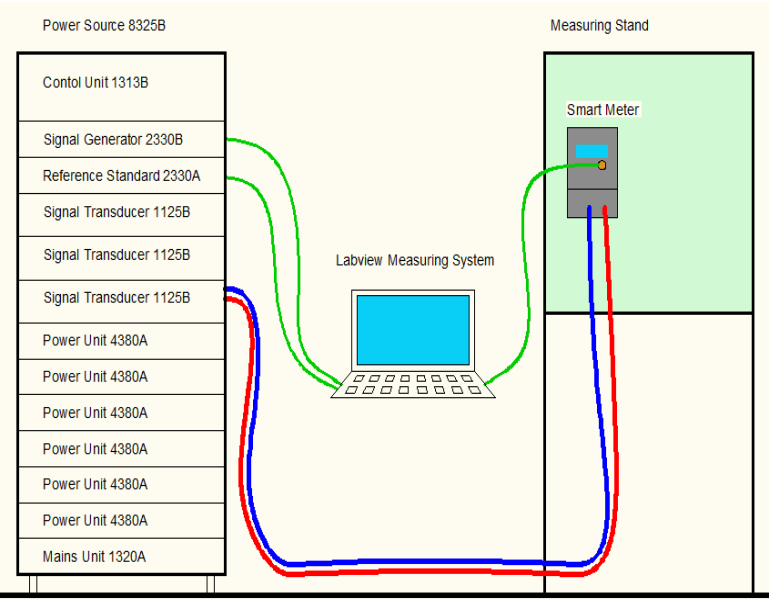 Power Source 8325B
Measuring Stand
Contol Unit 1313B
Smart Meter
Signal Generator 2330B
Reference Standard 2330A
Signal Transducer 1125B
Signal Transducer 1125B
Labview Measuring System
Signal Transducer 1125B
Power Unit 4380A
Power Unit 4380A
Power Unit 4380A
Power Unit 4380A
Power Unit 4380A
Power Unit 4380A
Mains Unit 1320A